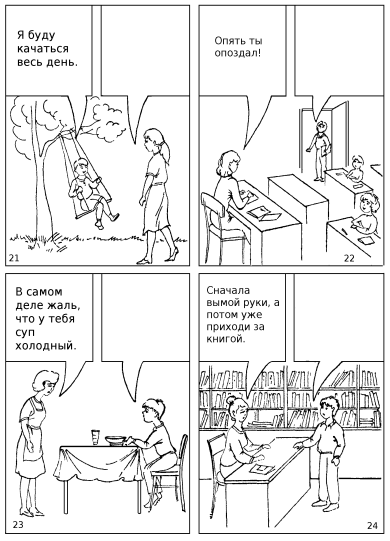 Я буду
качаться
весь день.
21
Опять ты
опоздал!
22
В самом
деле жаль,
что у тебя
суп
холодный.
23
Сначала
вымой руки, а
потом уже
приходи за
книгой.
24